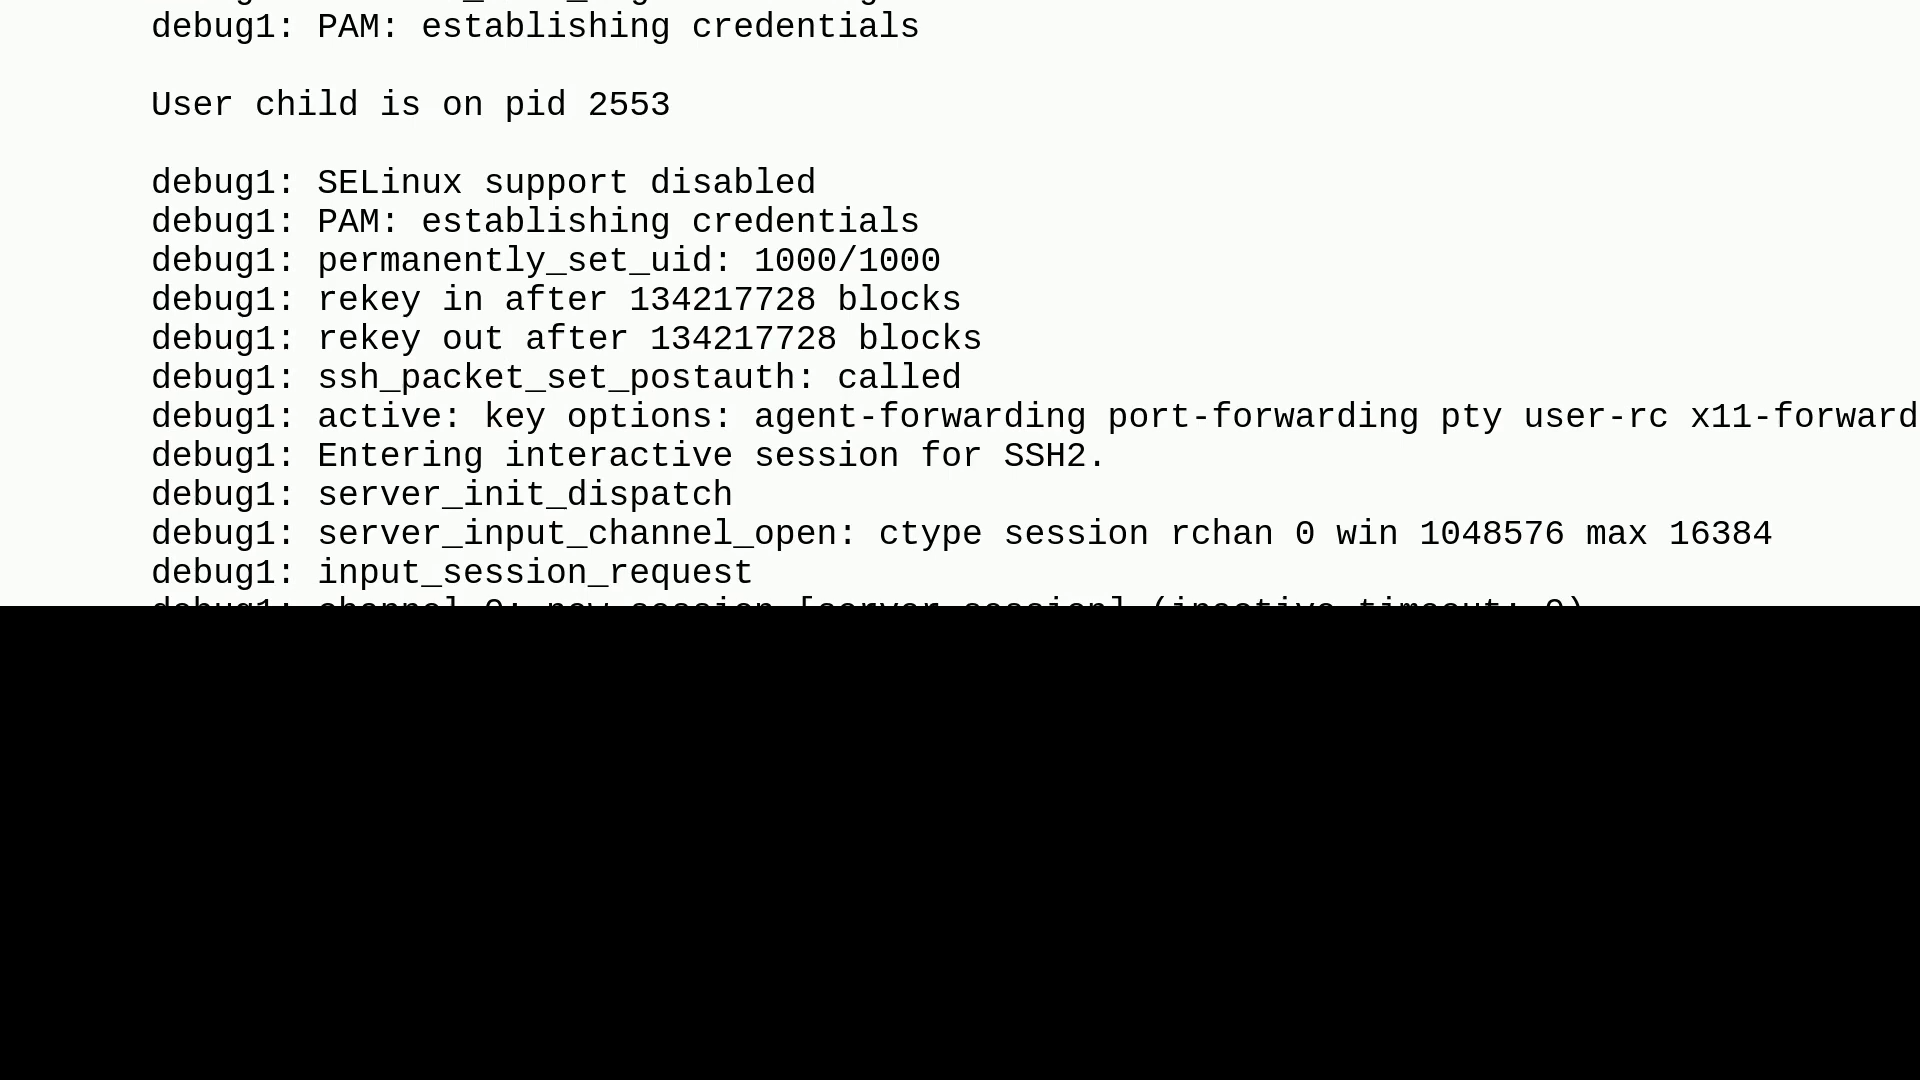 debug1: PAM: establishing credentials
User child is on pid 2553
debug1: SELinux support disabled
debug1: PAM: establishing credentials
debug1: permanently_set_uid: 1000/1000
debug1: rekey in after 134217728 blocks
debug1: rekey out after 134217728 blocks
debug1: ssh_packet_set_postauth: called
debug1: active: key options: agent-forwarding port-forwarding pty user-rc x11-forward
debug1: Entering interactive session for SSH2.
debug1: server_init_dispatch
debug1: server_input_channel_open: ctype session rchan 0 win 1048576 max 16384
debug1: input_session_request